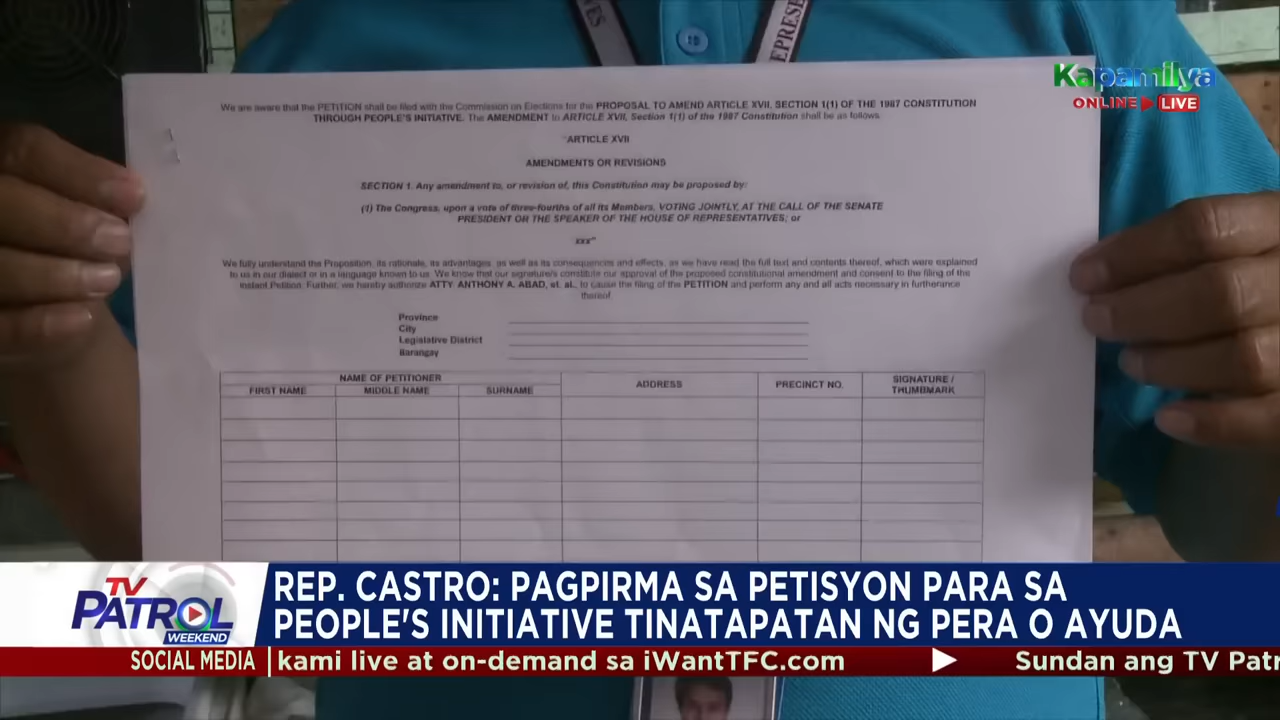 VES
REPRESE
Kapamilya
ONLINE LIVE
We are aware that the PETITION shall be filed with the Commission on Elections for the PROPOSAL TO AMEND ARTICLE XVII, SECTION 1(1) OF THE 1987 CONSTITUTION
THROUGH PEOPLE'S INITIATIVE. The AMENDMENT to ARTICLE XVII, Section 1(1) of the 1987 Constitution shall be as follows
"ARTICLE XVII
AMENDMENTS OR REVISIONS
SECTION 1. Any amendment to, or revision of, this Constitution may be proposed by:
(1) The Congress, upon a vote of three-fourths of all its Members, VOTING JOINTLY, AT THE CALL OF THE SENATE
PRESIDENT OR THE SPEAKER OF THE HOUSE OF REPRESENTATIVES; or
xxx"
We fully understand the Proposition, its rationale, its advantages, as well as its consequences and effects, as we have read the full text and contents thereof, which were explained
to us in our dialect or in a language known to us. We know that our signature/s constitute our approval of the proposed constitutional amendment and consent to the filing of the
instant Petition. Further, we hereby authorize ATTY ANTHONY A. ABAD, et. al., to cause the filing of the PETITION and perform any and all acts necessary in furtherance
thereof.
Province
City
Legislative District
Barangay
NAME OF PETITIONER ADDRESS PRECINCT NO. SIGNATURE /
FIRST NAME MIDDLE NAME SURNAME THUMBMARK
TV PATROL WEEKEND
REP. CASTRO: PAGPIRMA SA PETISYON PARA SA
PEOPLE'S INITIATIVE TINATAPATAN NG PERA O AYUDA
SOCIAL MEDIA kami live at on-demand sa iWantTFC.com Sundan ang TV Patr